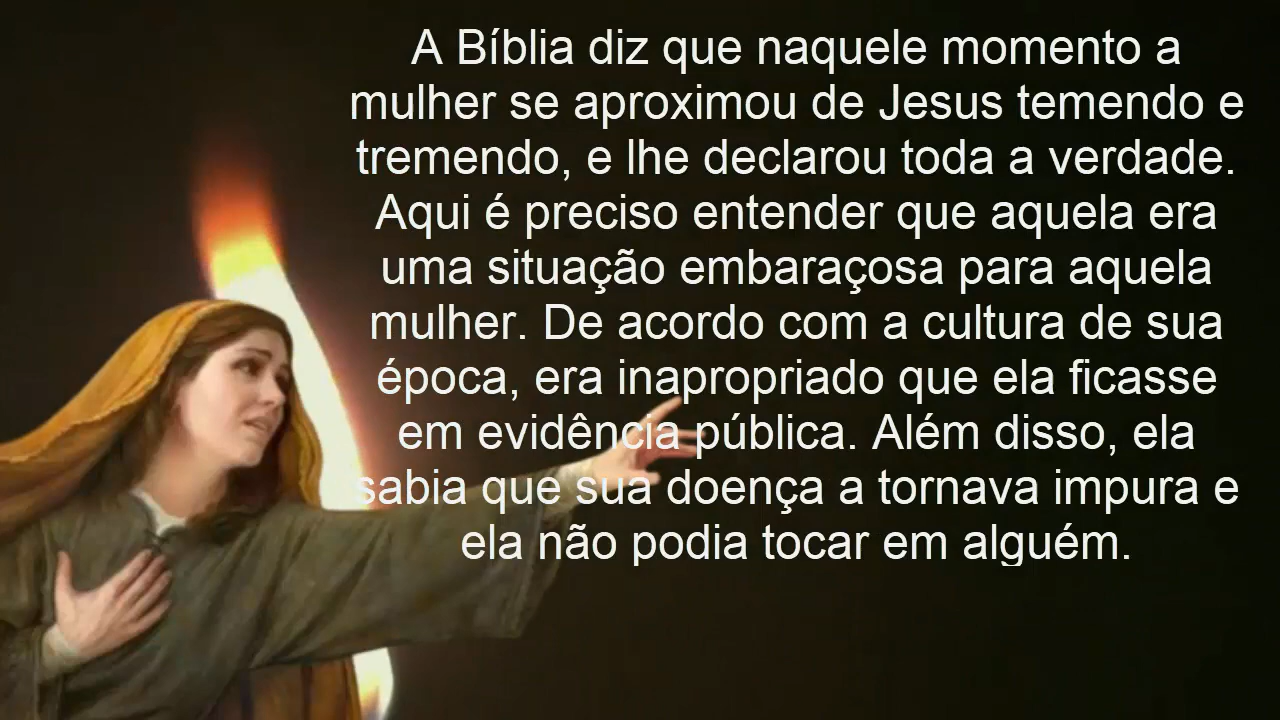 A Bíblia diz que naquele momento a
mulher se aproximou de Jesus temendo e
tremendo, e lhe declarou toda a verdade.
Aqui é preciso entender que aquela era
uma situação embaraçosa para aquela
mulher. De acordo com a cultura de sua
época, era inapropriado que ela ficasse
em evidência pública. Além disso, ela
sabia que sua doença a tornava impura e
ela não podia tocar em alguém.